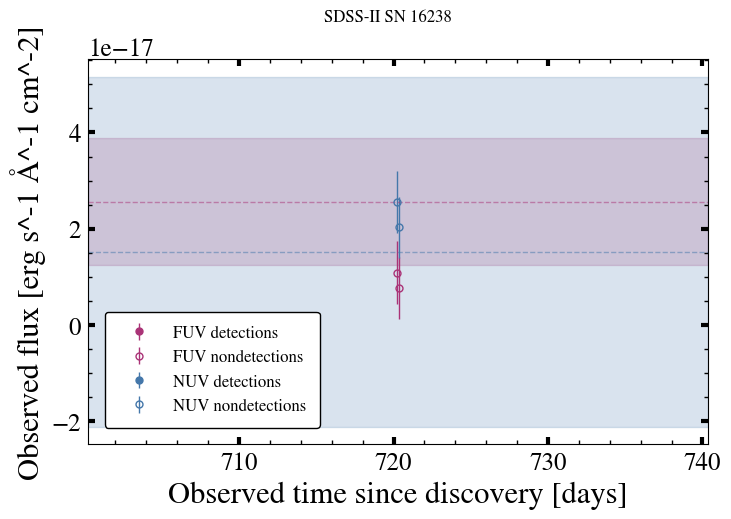 SDSS-II SN 16238
1e−17
Observed flux [erg s^-1 Å^-1 cm^-2]
4
2
0
−2
FUV detections
FUV nondetections
NUV detections
NUV nondetections
710 720 730 740
Observed time since discovery [days]